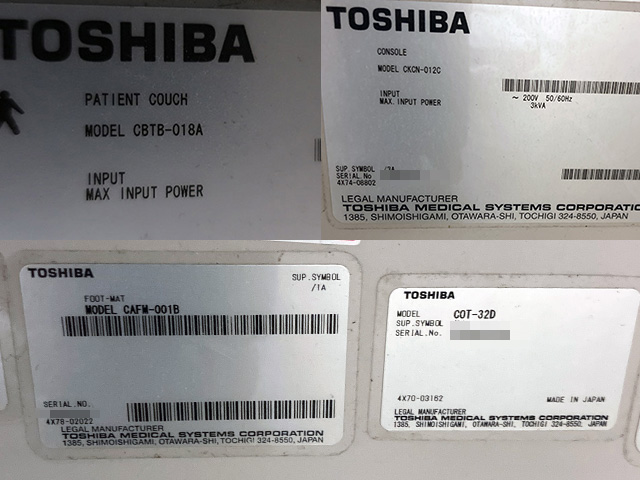 TOSHIBA
PATIENT COUCH
MODEL CBTB-018A
INPUT
MAX INPUT POWER
TOSHIBA
CONSOLE
MODEL CKCN-012C
INPUT ~ 200V 50/60Hz
MAX. INPUT POWER 3kVA
SUP. SYMBOL /1A
SERIAL.No
4X74-08802
LEGAL MANUFACTURER
TOSHIBA MEDICAL SYSTEMS CORPORATION
1385, SHIMOISHIGAMI, OTAWARA-SHI, TOCHIGI 324-8550, JAPAN
TOSHIBA
SUP.SYMBOL
/1A
FOOT-MAT
MODEL CAFM-001B
SERIAL.NO.
4X78-02022
LEGAL MANUFACTURER
TOSHIBA MEDICAL SYSTEMS CORPORATION
1385, SHIMOISHIGAMI, OTAWARA-SHI, TOCHIGI 324-8550, JAPAN
TOSHIBA
MODEL COT-32D
SUP.SYMBOL
SERIAL.No.
4X70-03162 MADE IN JAPAN
LEGAL MANUFACTURER
TOSHIBA MEDICAL SYSTEMS CORPORATION
1385, SHIMOISHIGAMI, OTAWARA-SHI, TOCHIGI 324-8550, JAPAN